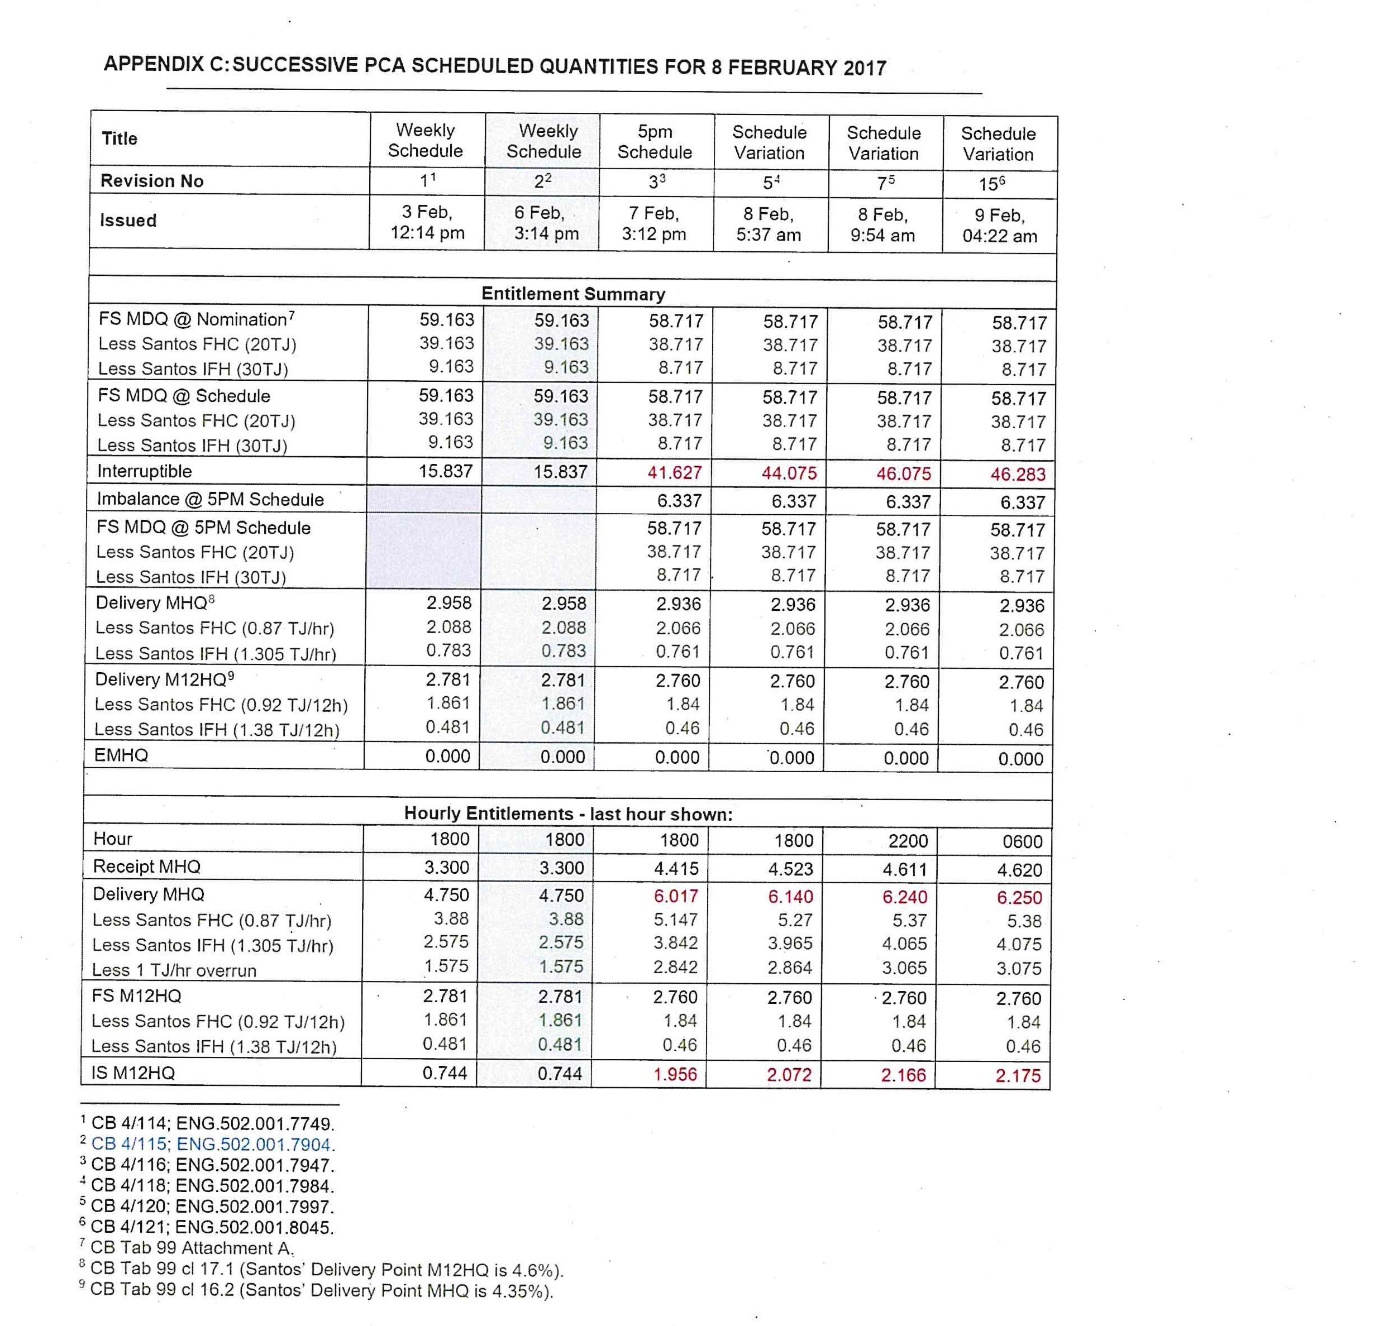 APPENDIX C: SUCCESSIVE PCA SCHEDULED QUANTITIES FOR 8 FEBRUARY 2017
Title Weekly Schedule Weekly Schedule 5pm Schedule Schedule Variation Schedule Variation Schedule Variation
Revision No 1¹ 2² 3³ 5⁴ 7⁵ 15⁶
Issued 3 Feb, 12:14 pm 6 Feb, 3:14 pm 7 Feb, 3:12 pm 8 Feb, 5:37 am 8 Feb, 9:54 am 9 Feb, 04:22 am
Entitlement Summary
FS MDQ @ Nomination⁷ 59.163 59.163 58.717 58.717 58.717 58.717
Less Santos FHC (20TJ) 39.163 39.163 38.717 38.717 38.717 38.717
Less Santos IFH (30TJ) 9.163 9.163 8.717 8.717 8.717 8.717
FS MDQ @ Schedule 59.163 59.163 58.717 58.717 58.717 58.717
Less Santos FHC (20TJ) 39.163 39.163 38.717 38.717 38.717 38.717
Less Santos IFH (30TJ) 9.163 9.163 8.717 8.717 8.717 8.717
Interruptible 15.837 15.837 41.627 44.075 46.075 46.283
Imbalance @ 5PM Schedule 6.337 6.337 6.337 6.337
FS MDQ @ 5PM Schedule 58.717 58.717 58.717 58.717
Less Santos FHC (20TJ) 38.717 38.717 38.717 38.717
Less Santos IFH (30TJ) 8.717 8.717 8.717 8.717
Delivery MHQ⁸ 2.958 2.958 2.936 2.936 2.936 2.936
Less Santos FHC (0.87 TJ/hr) 2.088 2.088 2.066 2.066 2.066 2.066
Less Santos IFH (1.305 TJ/hr) 0.783 0.783 0.761 0.761 0.761 0.761
Delivery M12HQ⁹ 2.781 2.781 2.760 2.760 2.760 2.760
Less Santos FHC (0.92 TJ/12h) 1.861 1.861 1.84 1.84 1.84 1.84
Less Santos IFH (1.38 TJ/12h) 0.481 0.481 0.46 0.46 0.46 0.46
EMHQ 0.000 0.000 0.000 0.000 0.000 0.000
Hourly Entitlements - last hour shown:
Hour 1800 1800 1800 1800 2200 0600
Receipt MHQ 3.300 3.300 4.415 4.523 4.611 4.620
Delivery MHQ 4.750 4.750 6.017 6.140 6.240 6.250
Less Santos FHC (0.87 TJ/hr) 3.88 3.88 5.147 5.27 5.37 5.38
Less Santos IFH (1.305 TJ/hr) 2.575 2.575 3.842 3.965 4.065 4.075
Less 1 TJ/hr overrun 1.575 1.575 2.842 2.864 3.065 3.075
FS M12HQ 2.781 2.781 2.760 2.760 2.760 2.760
Less Santos FHC (0.92 TJ/12h) 1.861 1.861 1.84 1.84 1.84 1.84
Less Santos IFH (1.38 TJ/12h) 0.481 0.481 0.46 0.46 0.46 0.46
IS M12HQ 0.744 0.744 1.956 2.072 2.166 2.175
¹ CB 4/114; ENG.502.001.7749.
² CB 4/115; ENG.502.001.7904.
³ CB 4/116; ENG.502.001.7947.
⁴ CB 4/118; ENG.502.001.7984.
⁵ CB 4/120; ENG.502.001.7997.
⁶ CB 4/121; ENG.502.001.8045.
⁷ CB Tab 99 Attachment A.
⁸ CB Tab 99 cl 17.1 (Santos' Delivery Point M12HQ is 4.6%).
⁹ CB Tab 99 cl 16.2 (Santos' Delivery Point MHQ is 4.35%).